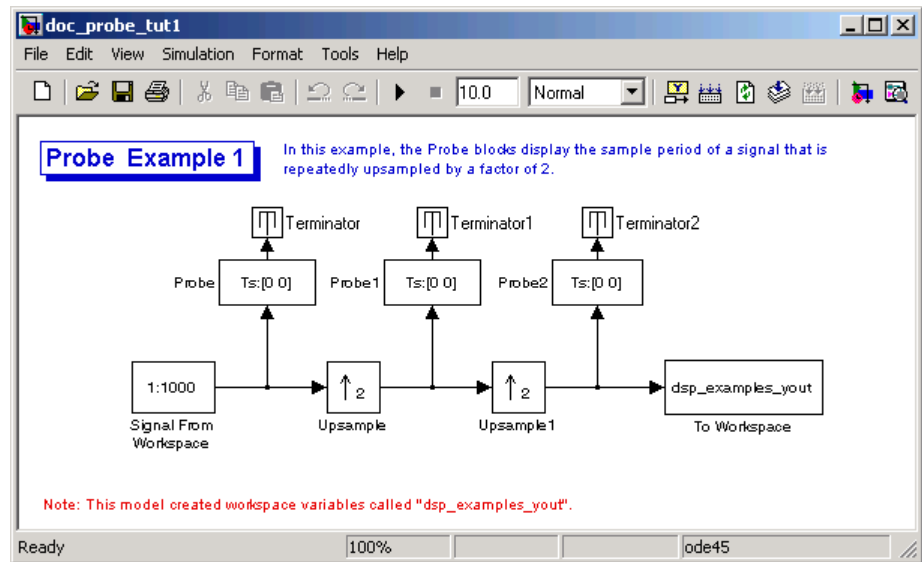 doc_probe_tut1
File Edit View Simulation Format Tools Help
10.0 Normal
Probe Example 1
In this example, the Probe blocks display the sample period of a signal that is
repeatedly upsampled by a factor of 2.
Terminator Terminator1 Terminator2
Probe Ts:[0 0] Probe1 Ts:[0 0] Probe2 Ts:[0 0]
1:1000 ↑2 ↑2 dsp_examples_yout
Signal From
Workspace
Upsample Upsample1 To Workspace
Note: This model created workspace variables called "dsp_examples_yout".
Ready 100% ode45